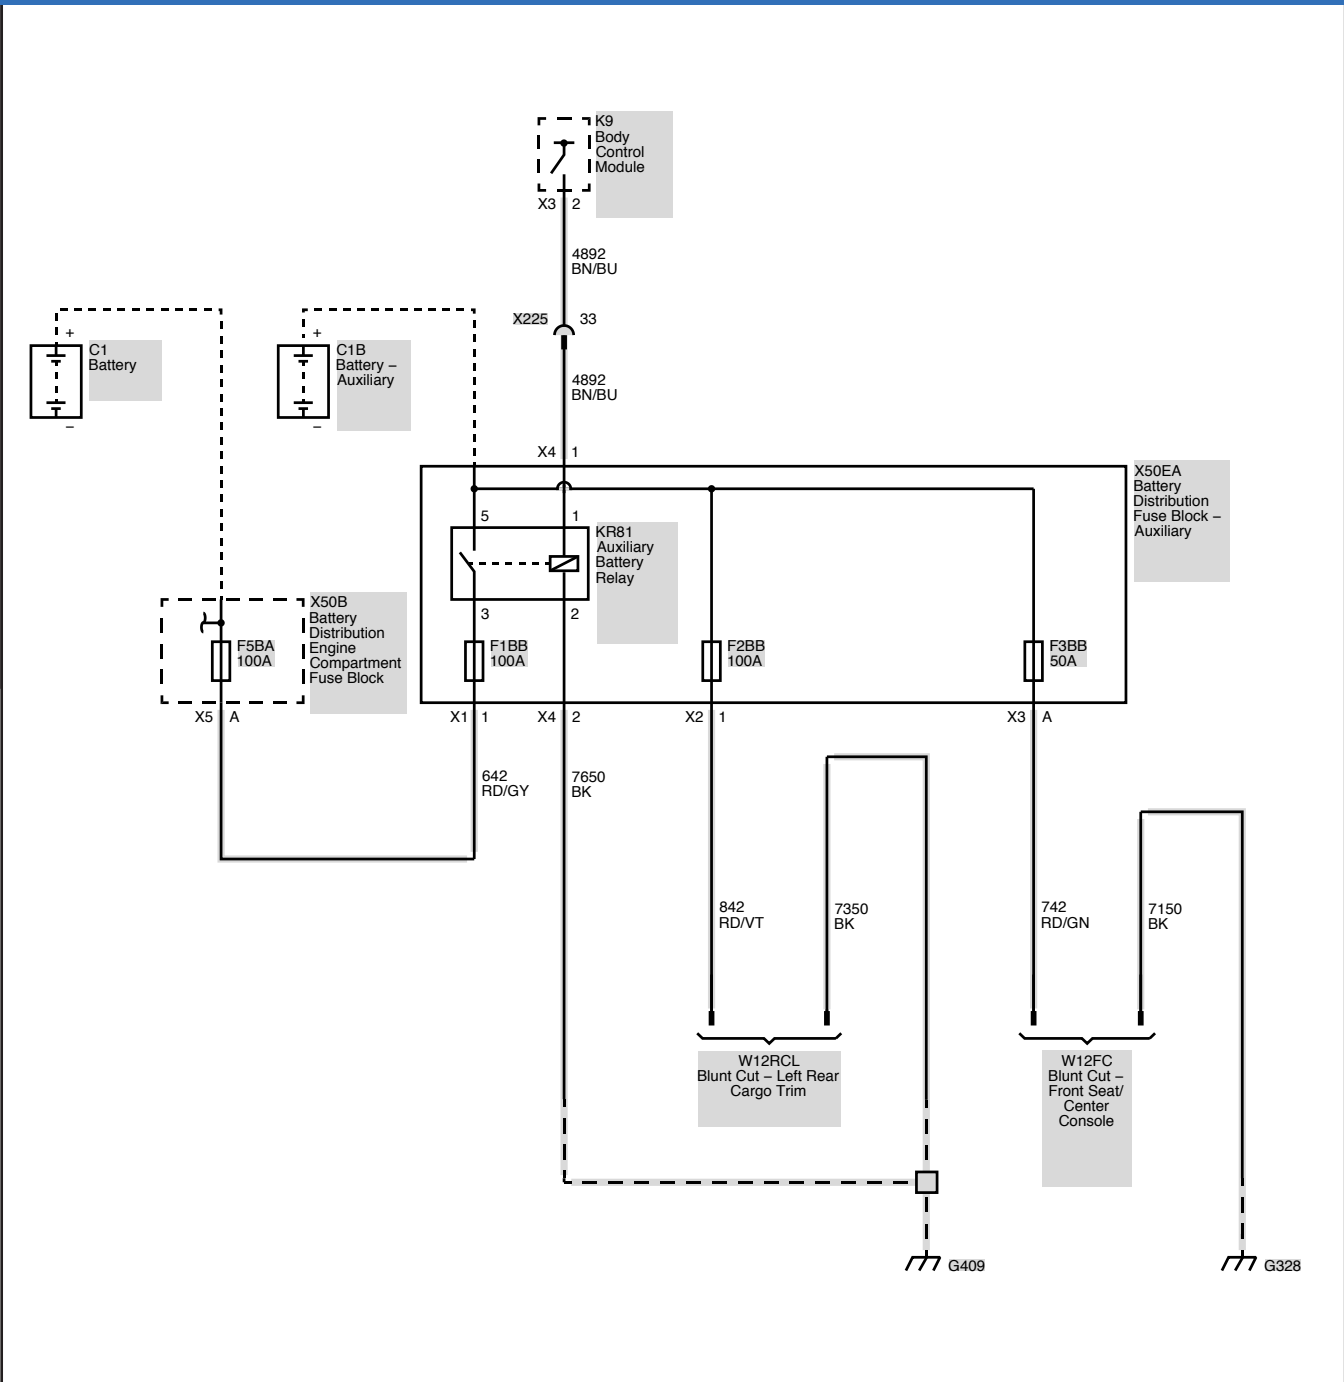 K9
Body
Control
Module
X3 2
4892
BN/BU
X225 33
4892
BN/BU
+
C1
Battery
–
+
C1B
Battery –
Auxiliary
–
X4 1
X50EA
Battery
Distribution
Fuse Block –
Auxiliary
5 1
KR81
Auxiliary
Battery
Relay
3 2
X50B
Battery
Distribution
Engine
Compartment
Fuse Block
F5BA
100A
F1BB
100A
F2BB
100A
F3BB
50A
X5 A
X1 1
X4 2
X2 1
X3 A
642
RD/GY
7650
BK
842
RD/VT
7350
BK
742
RD/GN
7150
BK
W12RCL
Blunt Cut – Left Rear
Cargo Trim
W12FC
Blunt Cut –
Front Seat/
Center
Console
G409
G328